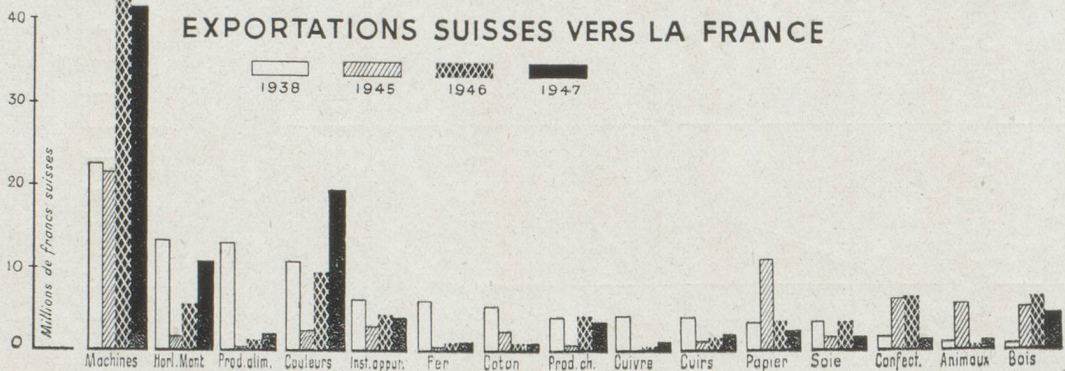 EXPORTATIONS SUISSES VERS LA FRANCE
1938 1945 1946 1947
40
30
20
10
0
Millions de francs suisses
Machines Horl. Mont Prod. alim. Couleurs Inst. appar. Fer Coton Prod. ch. Cuivre Cuirs Papier Soie Confect. Animaux Bois